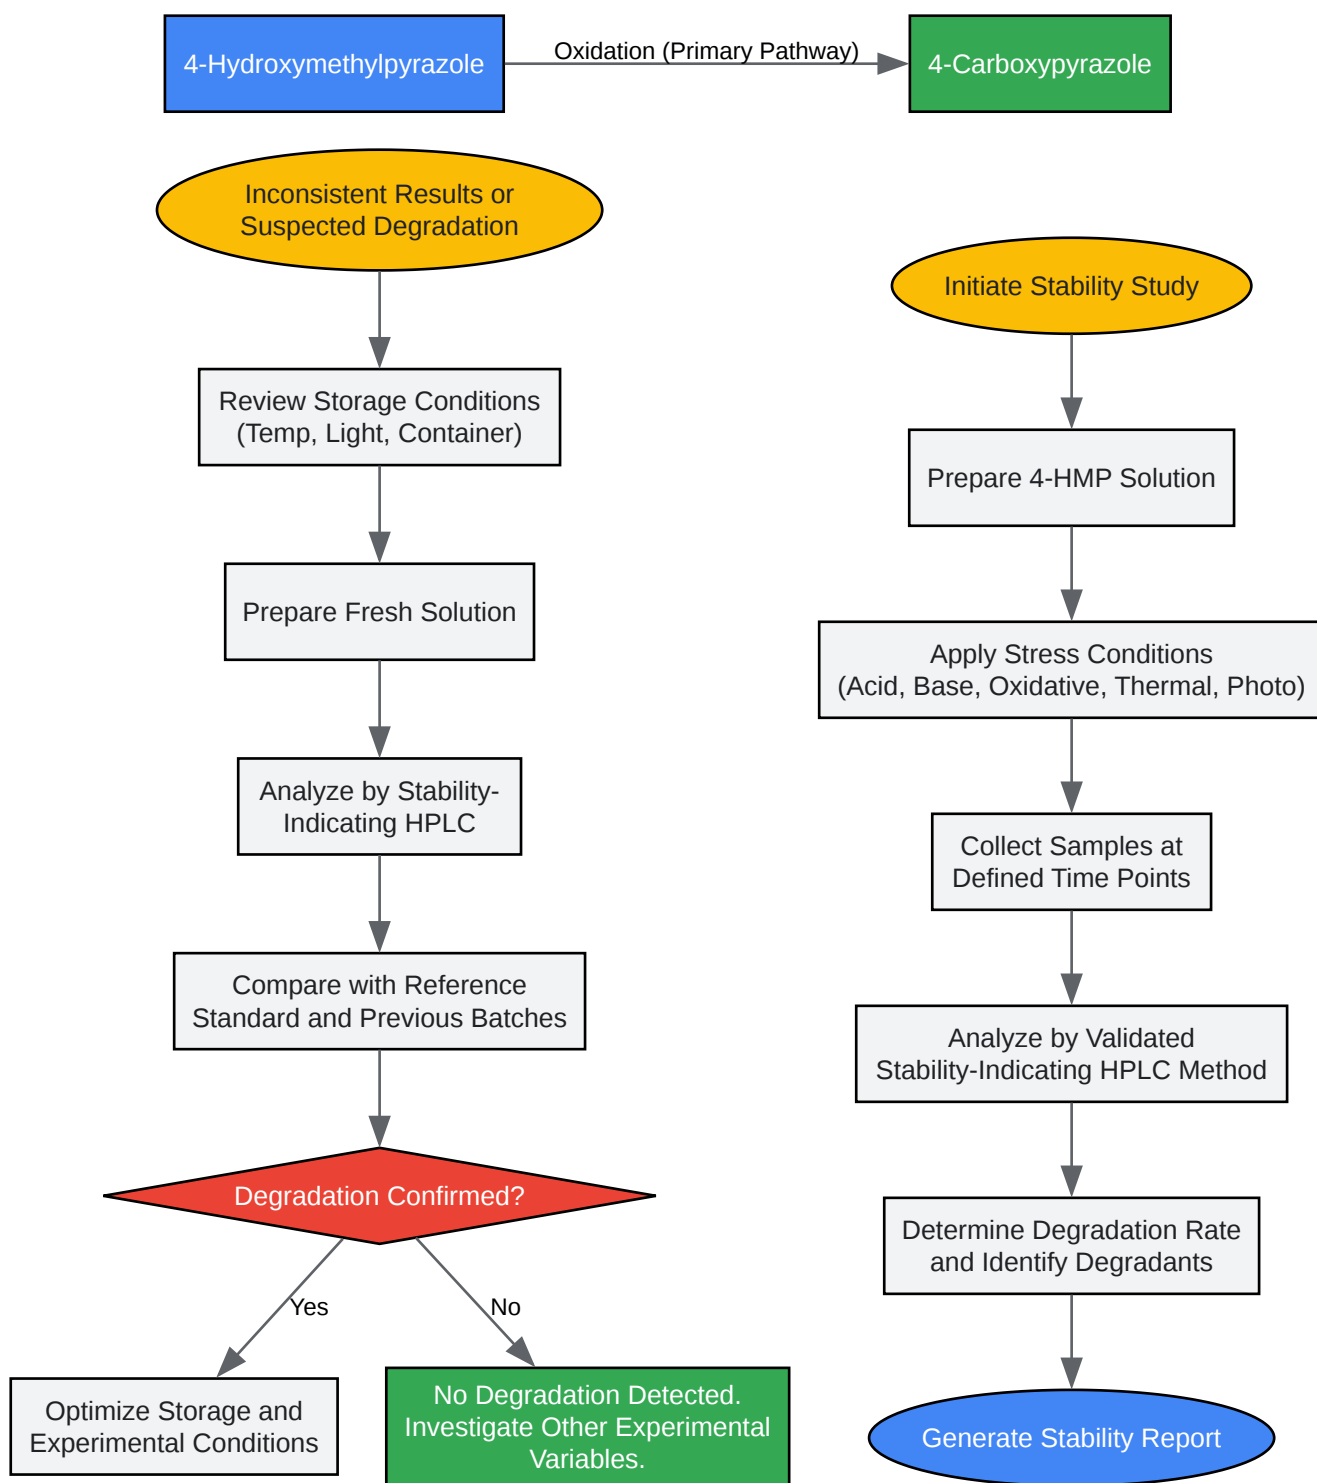 4-Hydroxymethylpyrazole
Oxidation (Primary Pathway)
4-Carboxypyrazole
Inconsistent Results or
Suspected Degradation
Review Storage Conditions
(Temp, Light, Container)
Prepare Fresh Solution
Analyze by Stability-
Indicating HPLC
Compare with Reference
Standard and Previous Batches
Degradation Confirmed?
Yes
No
Optimize Storage and
Experimental Conditions
No Degradation Detected.
Investigate Other Experimental
Variables.
Initiate Stability Study
Prepare 4-HMP Solution
Apply Stress Conditions
(Acid, Base, Oxidative, Thermal, Photo)
Collect Samples at
Defined Time Points
Analyze by Validated
Stability-Indicating HPLC Method
Determine Degradation Rate
and Identify Degradants
Generate Stability Report